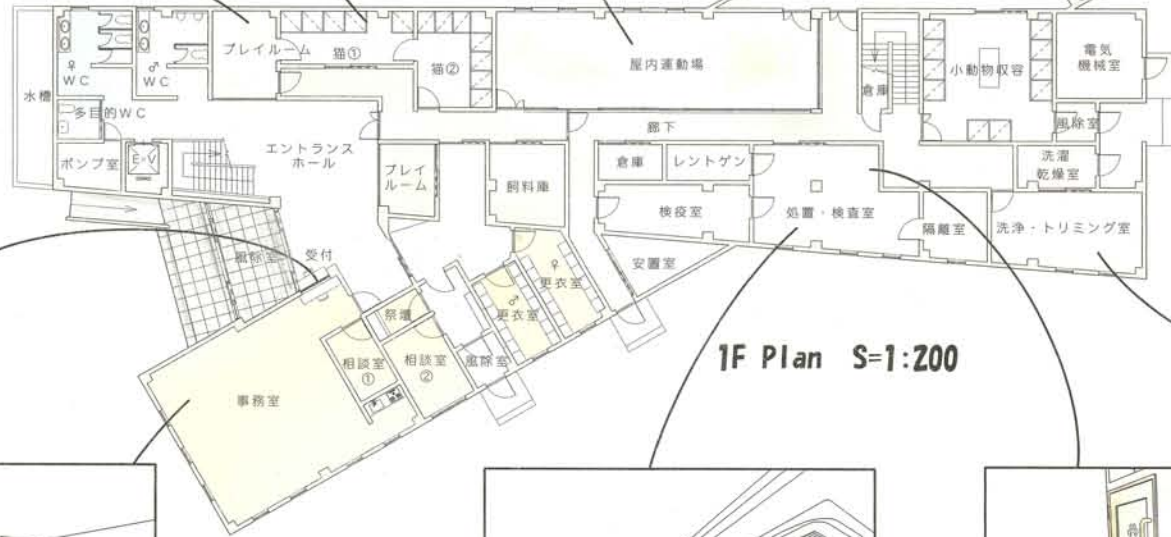 プレイルーム
猫①
猫②
屋内運動場
倉庫
小動物収容
電気
機械室
♀
WC
♂
WC
水槽
多目的WC
ポンプ室
E・V
エントランス
ホール
廊下
風除室
プレイ
ルーム
飼料庫
倉庫
レントゲン
検疫室
処置・検査室
隔離室
洗濯
乾燥室
洗浄・トリミング室
安置室
風除室
受付
♀
更衣室
♂
更衣室
祭壇
相談室
①
相談室
②
風除室
事務室
1F Plan S=1:200